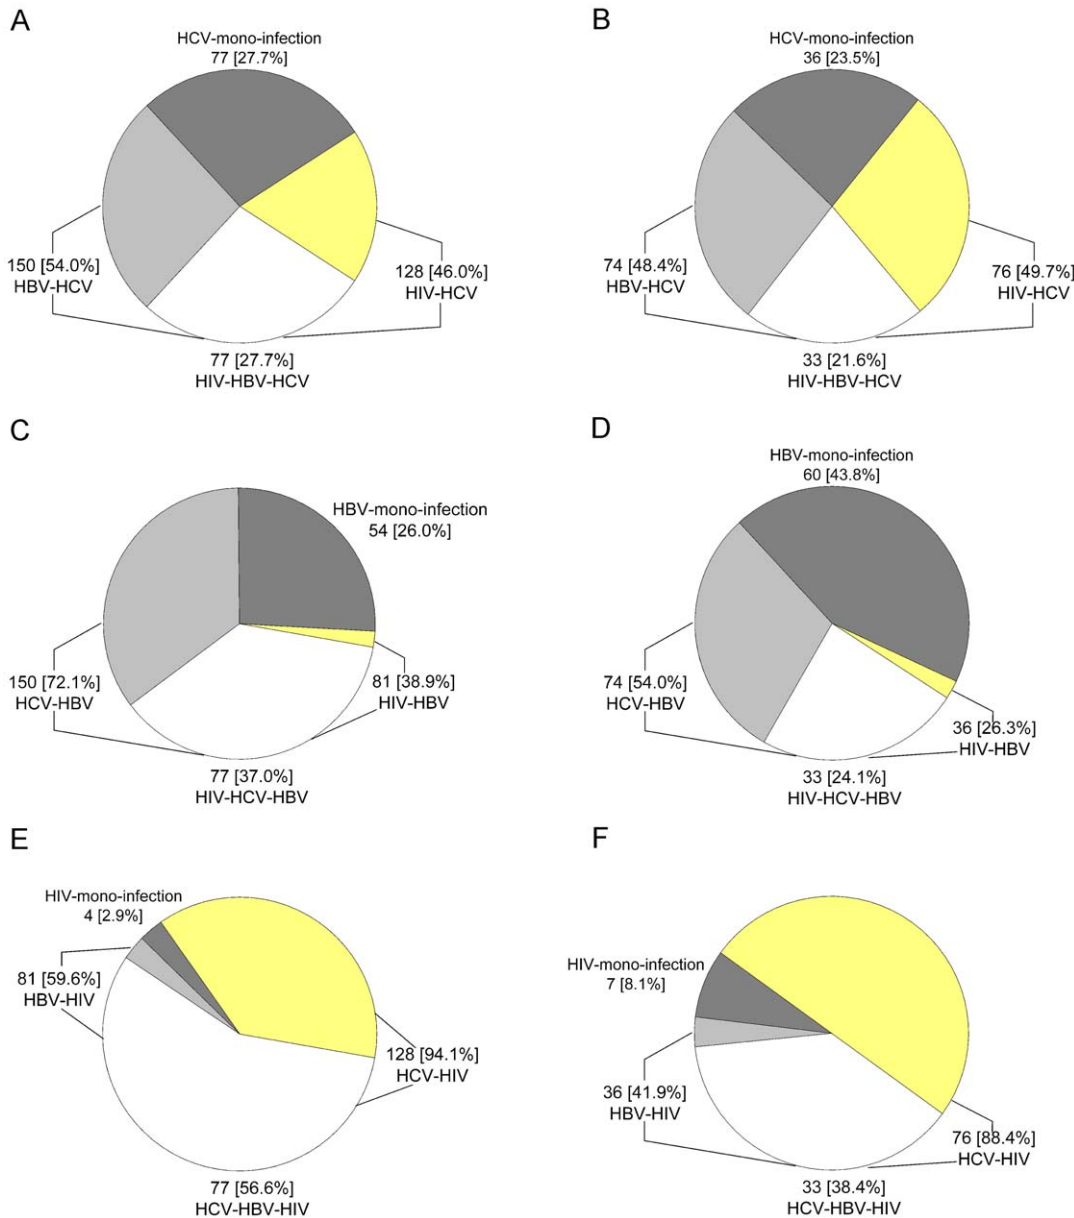 A
HCV-mono-infection
77 [27.7%]
150 [54.0%]
HBV-HCV
128 [46.0%]
HIV-HCV
77 [27.7%]
HIV-HBV-HCV
B
HCV-mono-infection
36 [23.5%]
74 [48.4%]
HBV-HCV
76 [49.7%]
HIV-HCV
33 [21.6%]
HIV-HBV-HCV
C
HBV-mono-infection
54 [26.0%]
150 [72.1%]
HCV-HBV
81 [38.9%]
HIV-HBV
77 [37.0%]
HIV-HCV-HBV
D
HBV-mono-infection
60 [43.8%]
74 [54.0%]
HCV-HBV
36 [26.3%]
HIV-HBV
33 [24.1%]
HIV-HCV-HBV
E
HIV-mono-infection
4 [2.9%]
81 [59.6%]
HBV-HIV
128 [94.1%]
HCV-HIV
77 [56.6%]
HCV-HBV-HIV
F
HIV-mono-infection
7 [8.1%]
36 [41.9%]
HBV-HIV
76 [88.4%]
HCV-HIV
33 [38.4%]
HCV-HBV-HIV